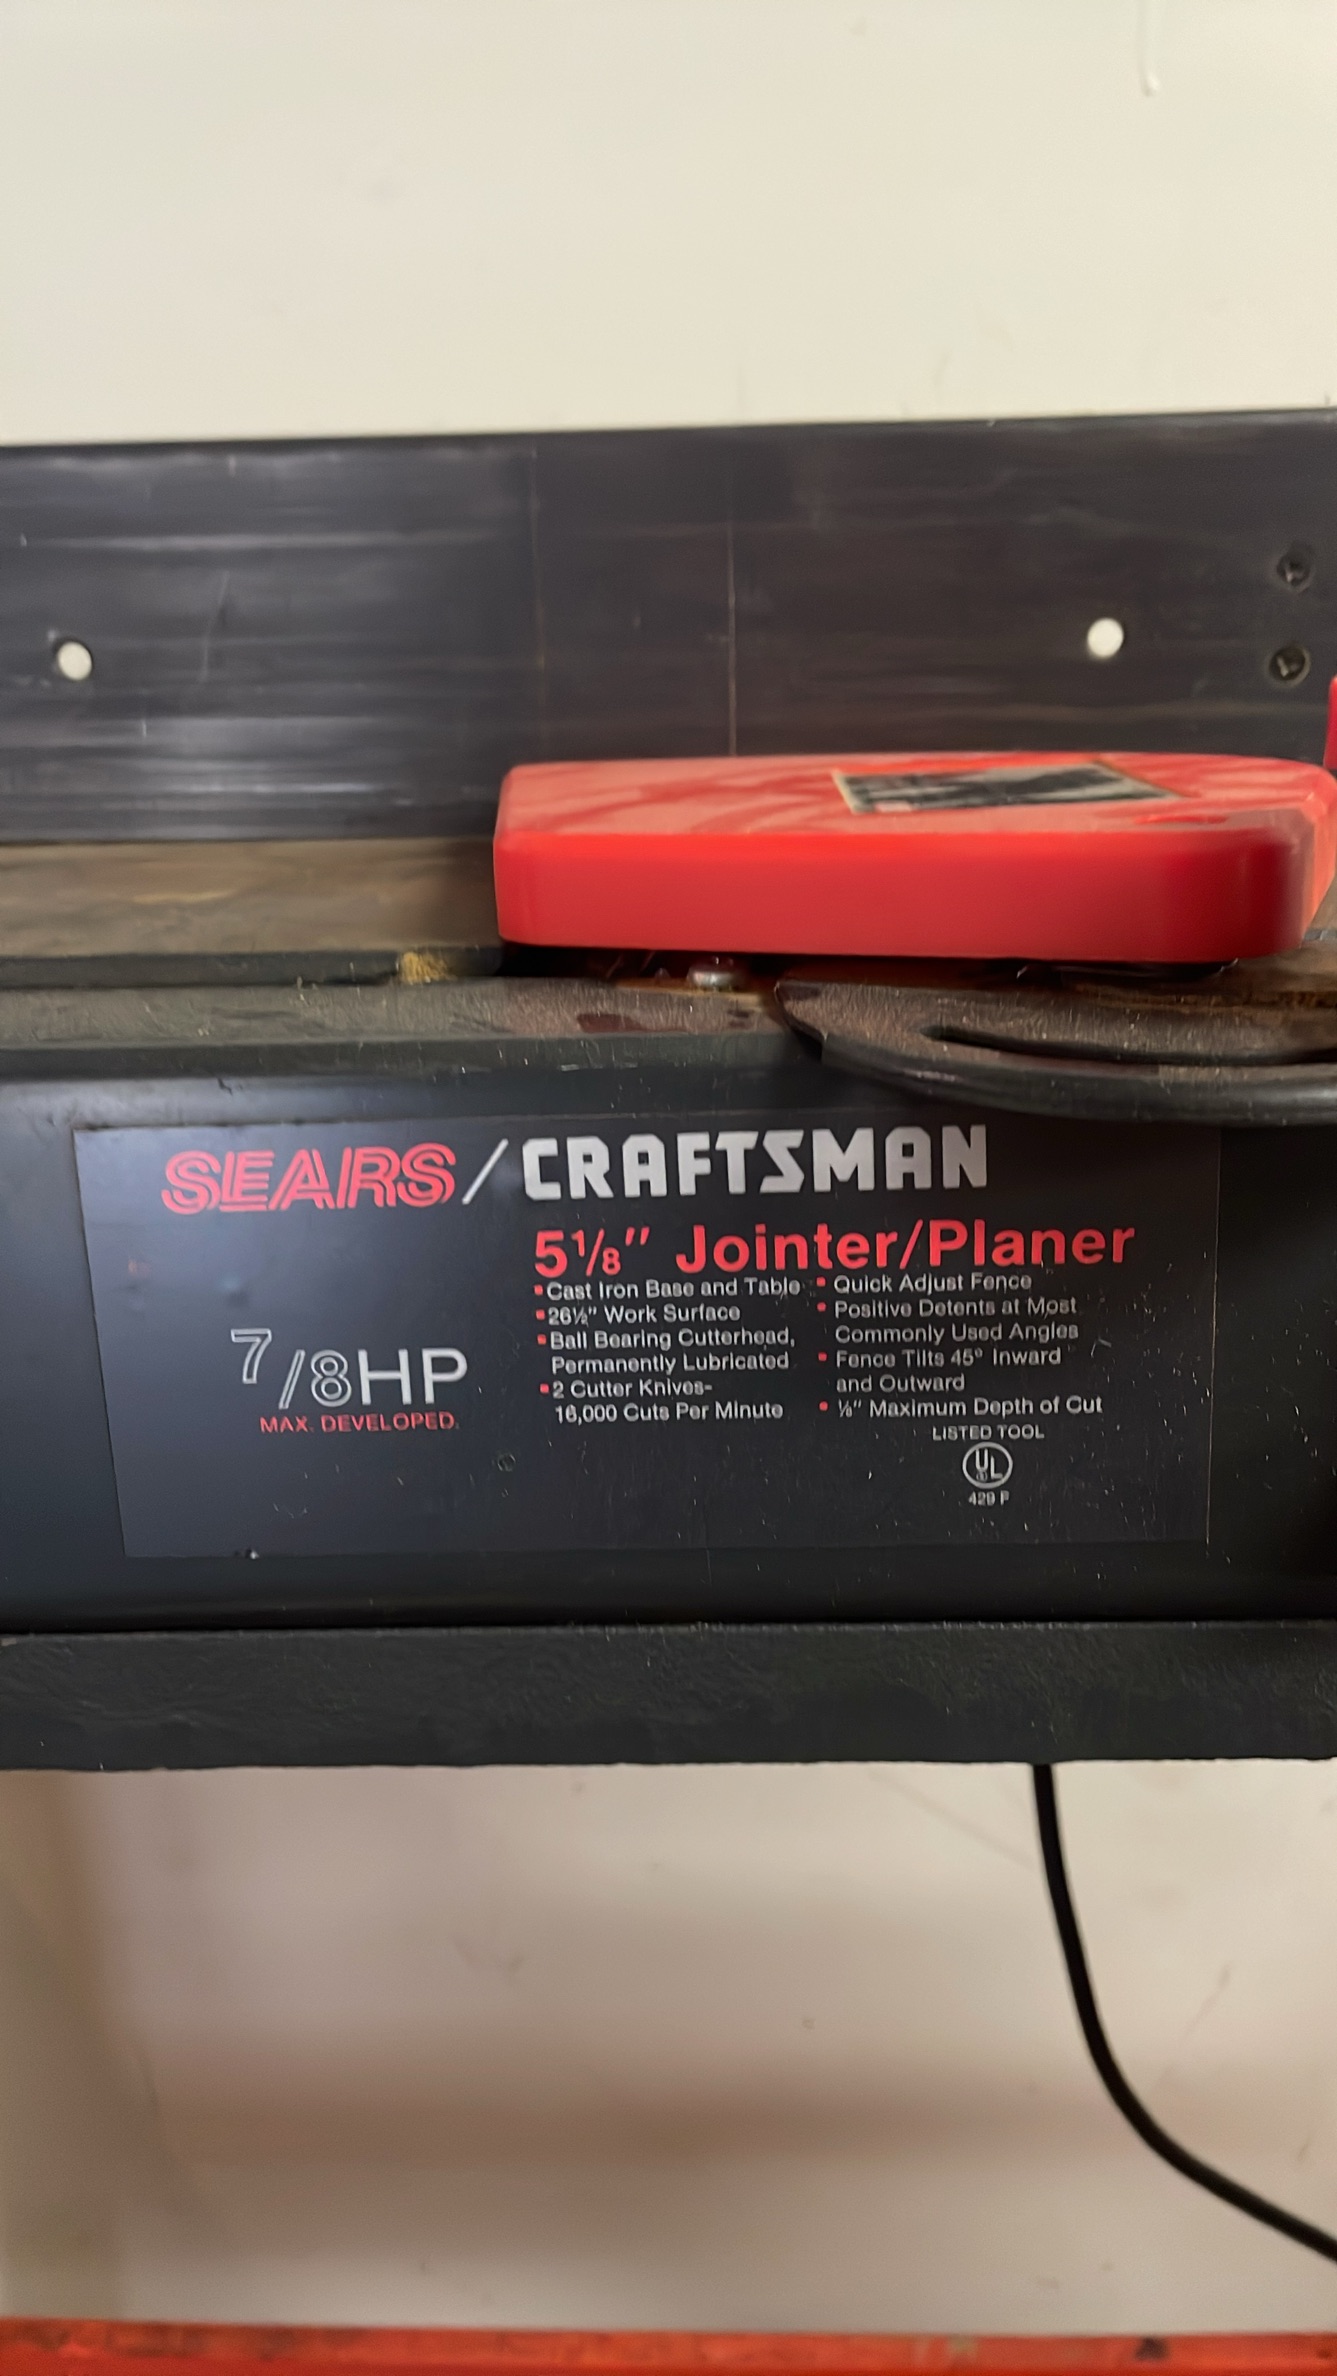 SEARS/CRAFTSMAN
5 1/8" Jointer/Planer
7/8HP
MAX. DEVELOPED.
▪Cast Iron Base and Table
▪26½" Work Surface
▪Ball Bearing Cutterhead,
Permanently Lubricated
▪2 Cutter Knives-
16,000 Cuts Per Minute
▪ Quick Adjust Fence
▪ Positive Detents at Most
Commonly Used Angles
▪ Fence Tilts 45° Inward
and Outward
▪ ⅛" Maximum Depth of Cut
LISTED TOOL
UL
429 F